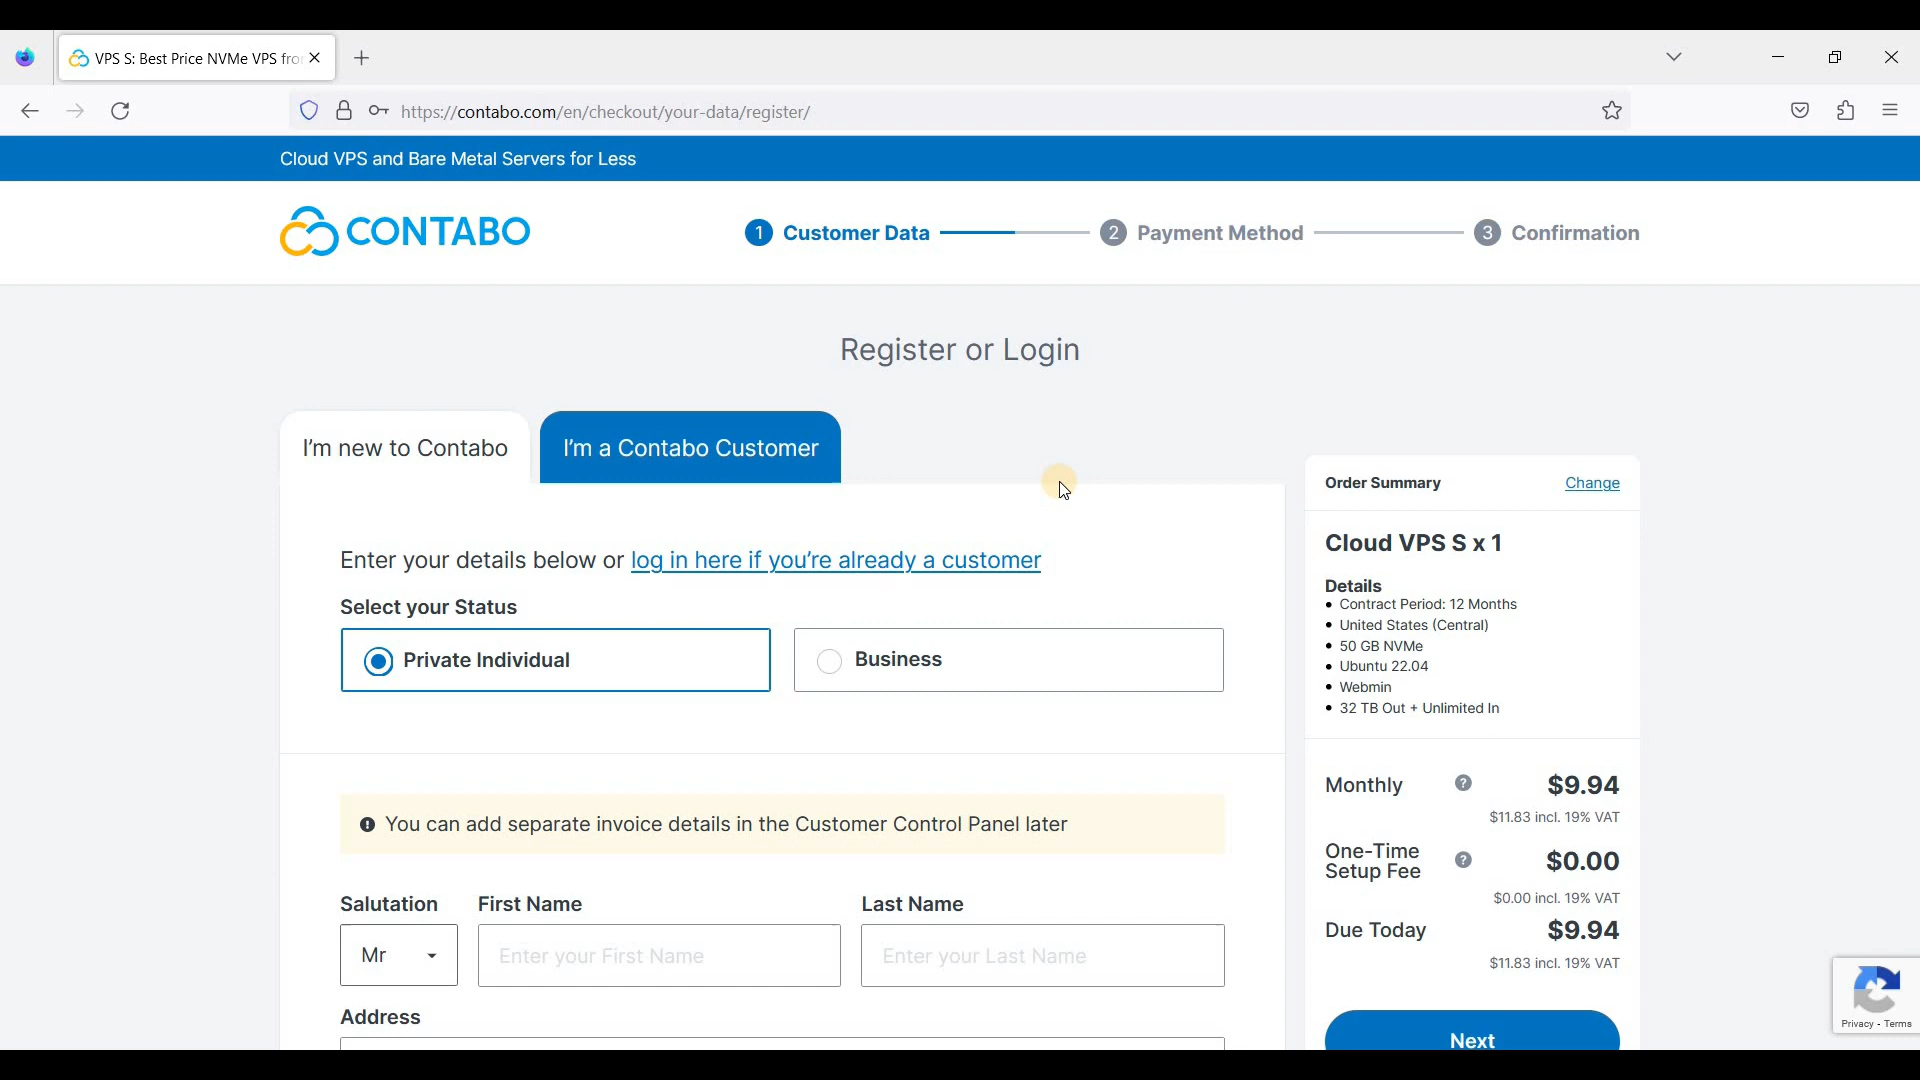 VPS S: Best Price NVMe VPS fro
https://contabo.com/en/checkout/your-data/register/
Cloud VPS and Bare Metal Servers for Less
CONTABO
1 Customer Data
2 Payment Method
3 Confirmation
Register or Login
I'm new to Contabo
I'm a Contabo Customer
Enter your details below or log in here if you're already a customer
Select your Status
Private Individual
Business
You can add separate invoice details in the Customer Control Panel later
Salutation
First Name
Last Name
Mr
Enter your First Name
Enter your Last Name
Address
Order Summary
Change
Cloud VPS S x 1
Details
• Contract Period: 12 Months
• United States (Central)
• 50 GB NVMe
• Ubuntu 22.04
• Webmin
• 32 TB Out + Unlimited In
Monthly ? $9.94
$11.83 incl. 19% VAT
One-Time
Setup Fee ? $0.00
$0.00 incl. 19% VAT
Due Today $9.94
$11.83 incl. 19% VAT
Next
Privacy - Terms